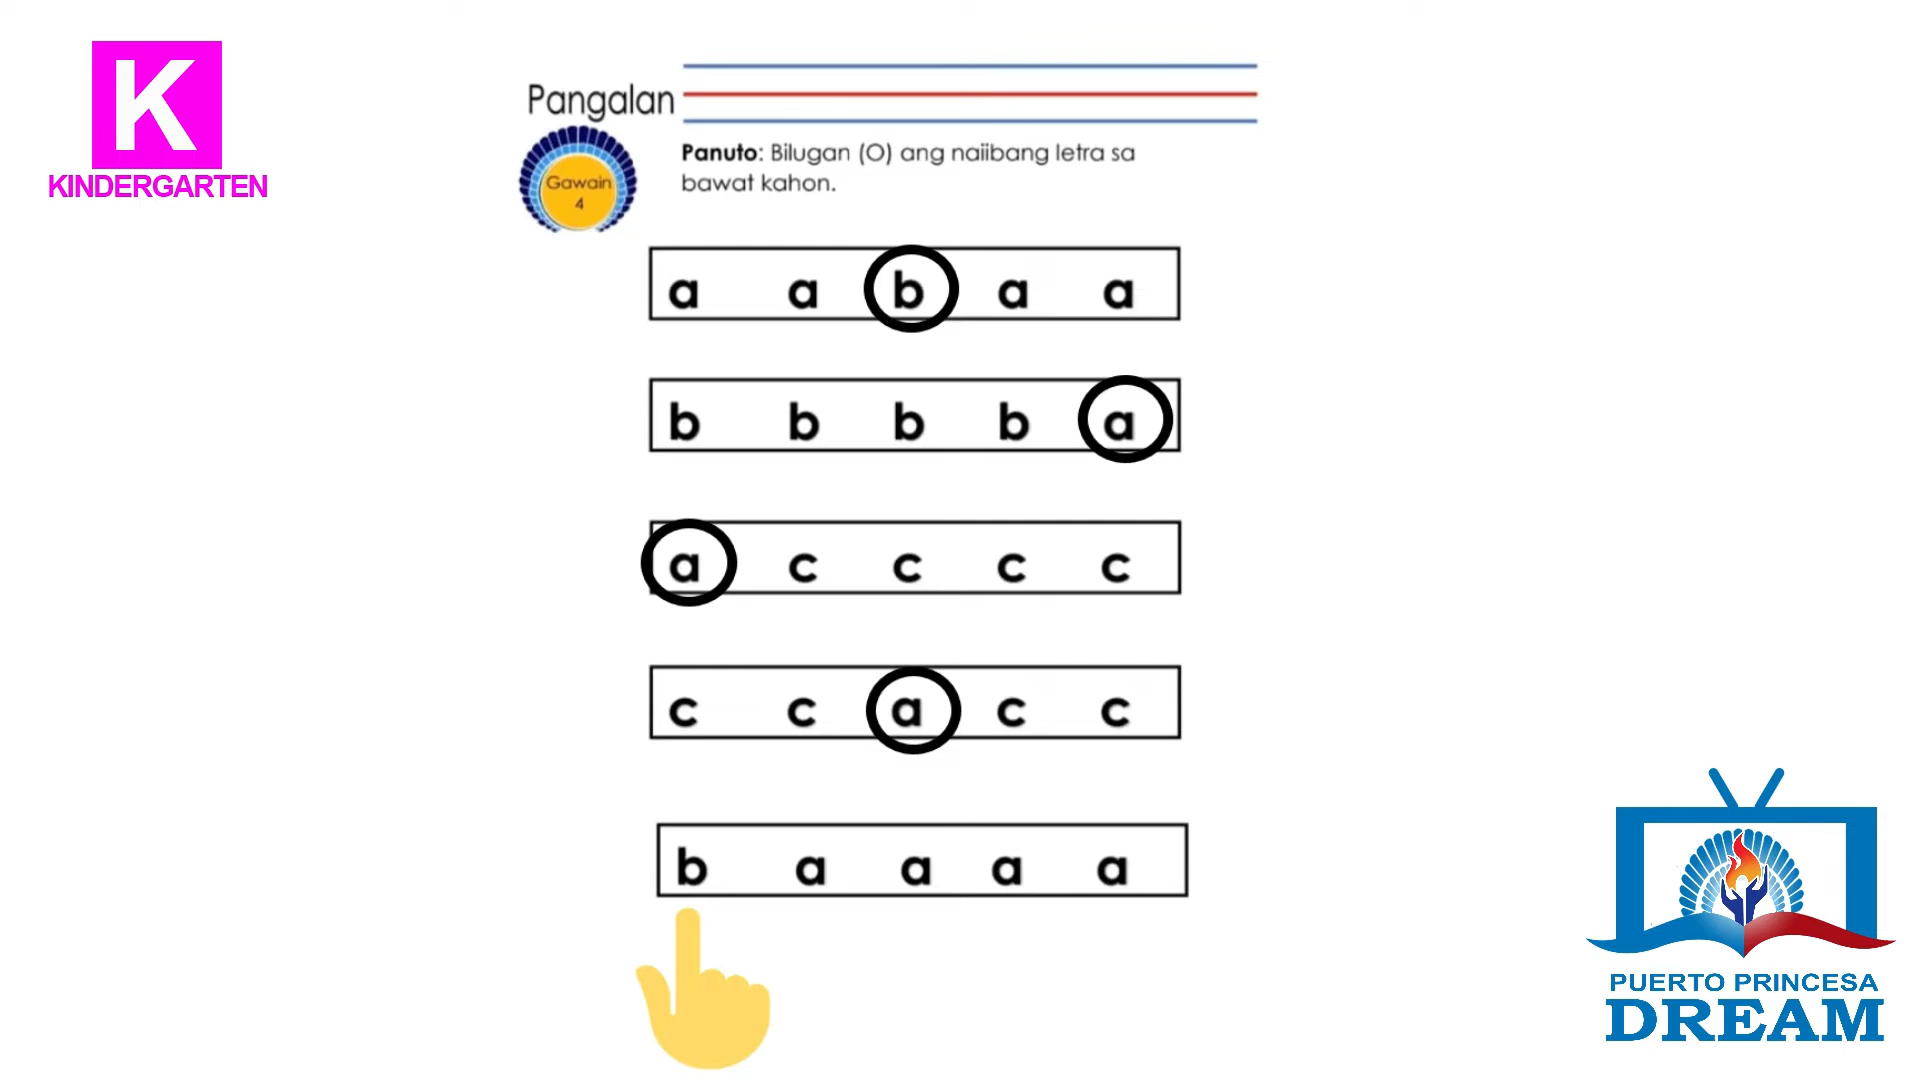 K
KINDERGARTEN
Pangalan
Gawain
4
Panuto: Bilugan (O) ang naiibang letra sa
bawat kahon.
a a b a a
b b b b a
a c c c c
c c a c c
b a a a a
PUERTO PRINCESA
DREAM